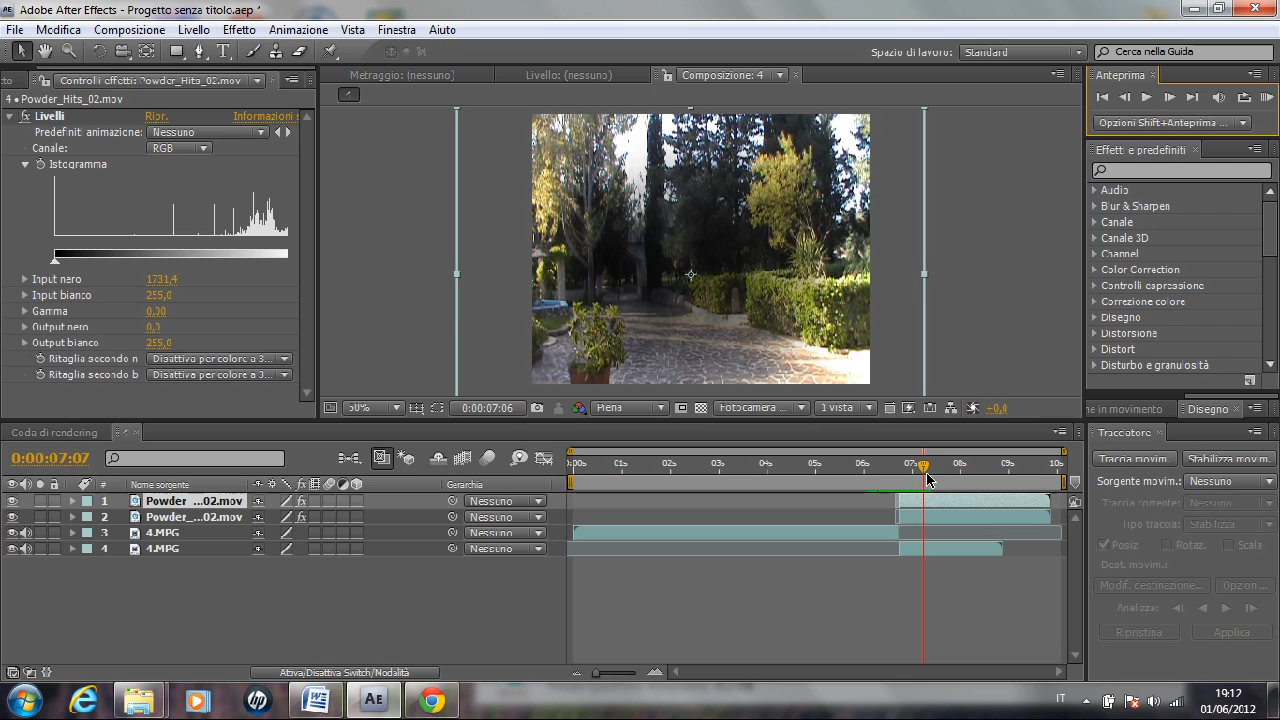 Adobe After Effects - Progetto senza titolo.aep *
File Modifica Composizione Livello Effetto Animazione Vista Finestra Aiuto
Spazio di lavoro: Standard Cerca nella Guida
Controlli effetti: Powder_Hits_02.mov
4 • Powder_Hits_02.mov
Livelli Ripr. Informazioni
Predefiniti animazione: Nessuno
Canale: RGB
Istogramma
Input nero 1731,4
Input bianco 255,0
Gamma 0,00
Output nero 0,0
Output bianco 255,0
Ritaglia secondo n Disattiva per colore a 3...
Ritaglia secondo b Disattiva per colore a 3...
Metraggio: (nessuno) Livello: (nessuno) Composizione: 4
4
50% 0:00:07:06 Piena Fotocamera ... 1 vista +0,0
Anteprima
Opzioni Shift+Anteprima ...
Effetti e predefiniti
Audio
Blur & Sharpen
Canale
Canale 3D
Channel
Color Correction
Controlli espressione
Correzione colore
Disegno
Distorsione
Distort
Disturbo e granulosità
ne in movimento Disegno
Coda di rendering 4
0:00:07:07
# Nome sorgente Gerarchia
0:00s 01s 02s 03s 04s 05s 06s 07s 08s 09s 10s
1 Powder_...02.mov Nessuno
2 Powder_...02.mov Nessuno
3 4.MPG Nessuno
4 4.MPG Nessuno
Attiva/Disattiva Switch/Modalità
Tracciatore
Traccia movim. Stabilizza movim.
Sorgente movim.: Nessuno
Traccia corrente: Nessuno
Tipo traccia: Stabilizza
Posiz. Rotaz. Scala
Dest. movim.:
Modif. destinazione... Opzioni...
Analizza:
Ripristina Applica
IT 19:12
01/06/2012